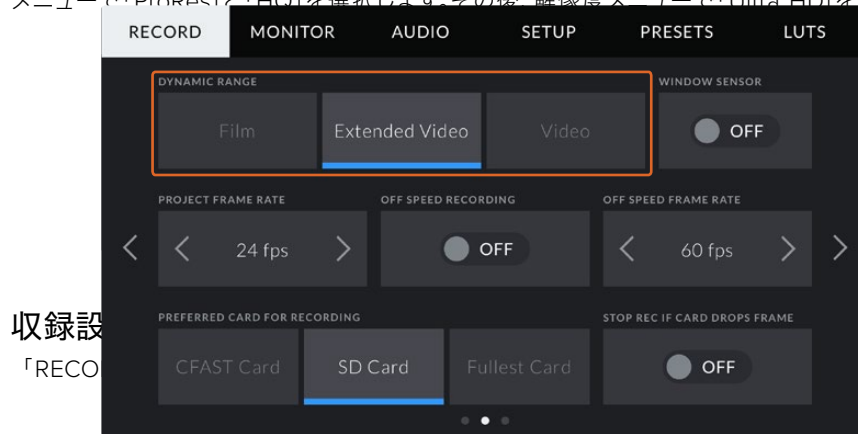 RECORD MONITOR AUDIO SETUP PRESETS LUTS
DYNAMIC RANGE WINDOW SENSOR
Film Extended Video Video OFF
PROJECT FRAME RATE OFF SPEED RECORDING OFF SPEED FRAME RATE
24 fps OFF 60 fps
PREFERRED CARD FOR RECORDING STOP REC IF CARD DROPS FRAME
収録設
CFAST Card SD Card Fullest Card OFF
「RECO